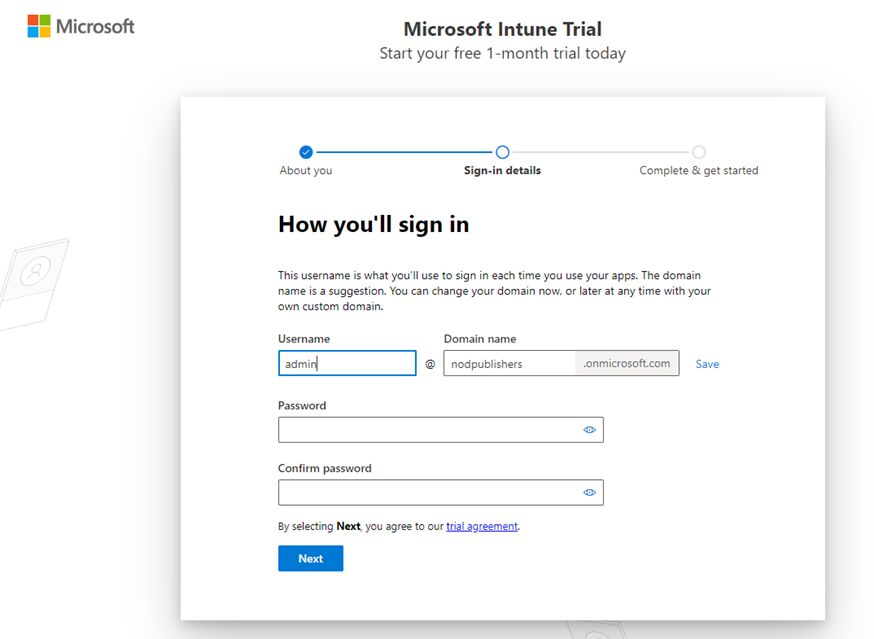 Microsoft
Microsoft Intune Trial
Start your free 1-month trial today
About you
Sign-in details
Complete & get started
How you'll sign in
This username is what you'll use to sign in each time you use your apps. The domain
name is a suggestion. You can change your domain now, or later at any time with your
own custom domain.
Username
Domain name
admin @ nodpublishers .onmicrosoft.com Save
Password
Confirm password
By selecting Next, you agree to our trial agreement.
Next